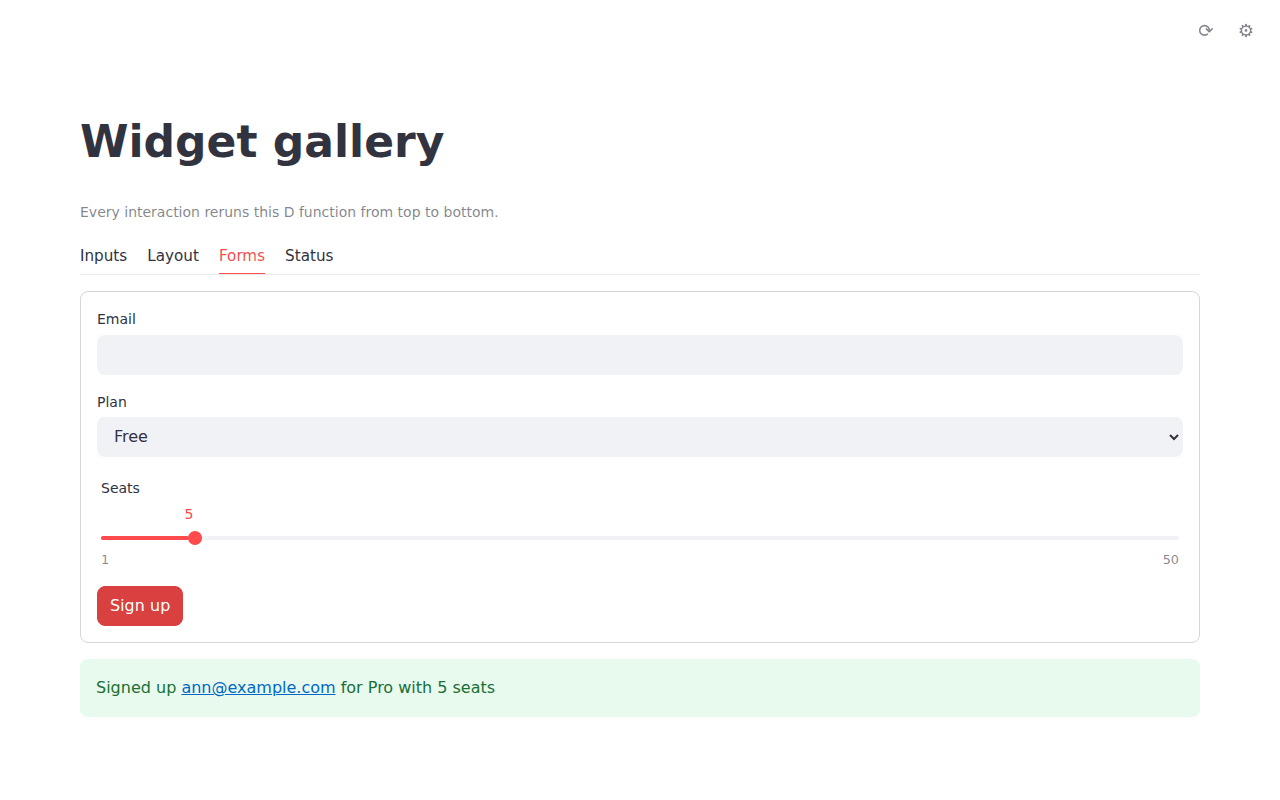 Widget gallery
Every interaction reruns this D function from top to bottom.
Inputs Layout Forms Status
Email
Plan
Free
Seats
5
1 50
Sign up
Signed up ann@example.com for Pro with 5 seats